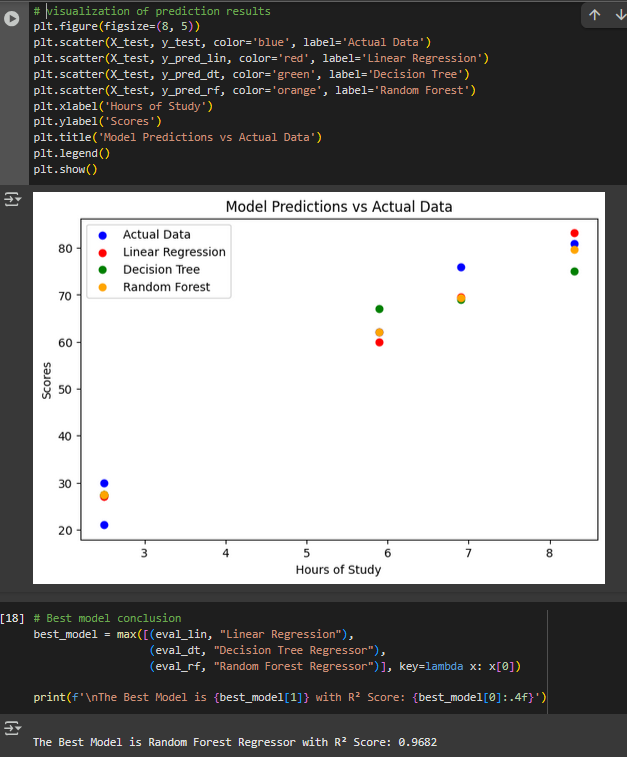 # visualization of prediction results
plt.figure(figsize=(8, 5))
plt.scatter(X_test, y_test, color='blue', label='Actual Data')
plt.scatter(X_test, y_pred_lin, color='red', label='Linear Regression')
plt.scatter(X_test, y_pred_dt, color='green', label='Decision Tree')
plt.scatter(X_test, y_pred_rf, color='orange', label='Random Forest')
plt.xlabel('Hours of Study')
plt.ylabel('Scores')
plt.title('Model Predictions vs Actual Data')
plt.legend()
plt.show()
Model Predictions vs Actual Data
Actual Data
Linear Regression
Decision Tree
Random Forest
80
70
60
50
40
30
20
Scores
3 4 5 6 7 8
Hours of Study
[18] # Best model conclusion
best_model = max([(eval_lin, "Linear Regression"),
(eval_dt, "Decision Tree Regressor"),
(eval_rf, "Random Forest Regressor")], key=lambda x: x[0])
print(f'\nThe Best Model is {best_model[1]} with R² Score: {best_model[0]:.4f}')
The Best Model is Random Forest Regressor with R² Score: 0.9682